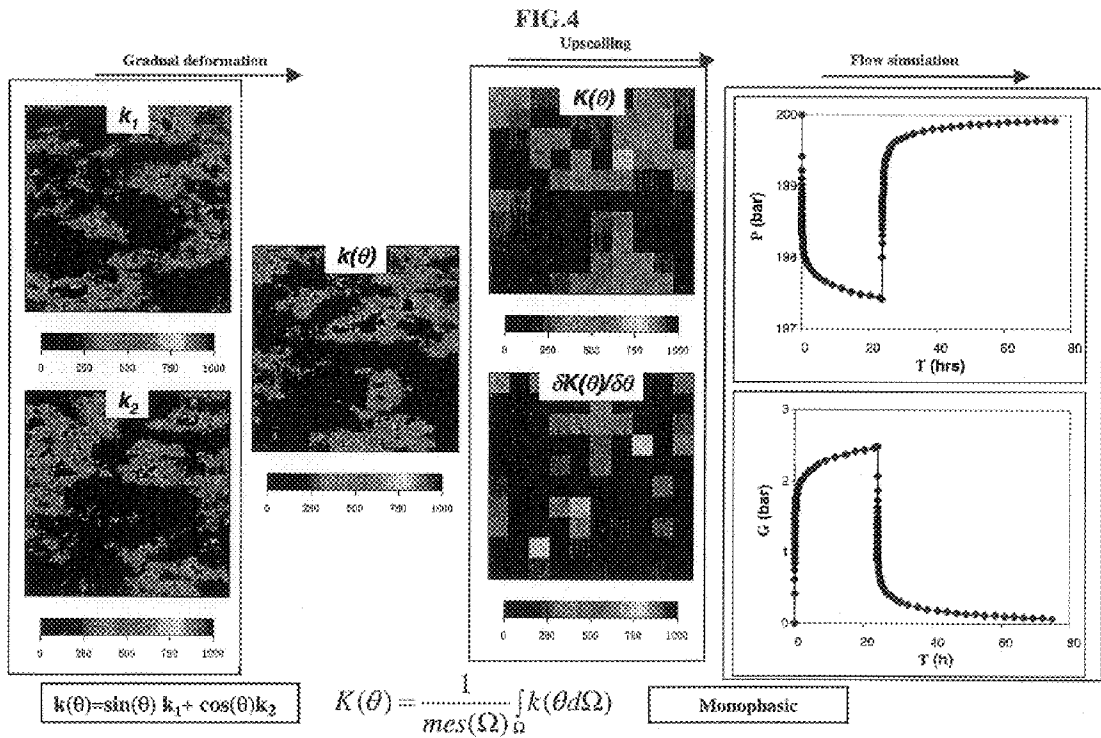 FIG.4
Gradual deformation
Upscalling
Flow simulation
k1
0 250 500 750 1000
k2
0 250 500 750 1000
k(θ)
0 250 500 750 1000
K(θ)
0 250 500 750 1000
δK(θ)/δθ
0 250 500 750 1000
200
199
198
197
P (bar)
0 20 40 60 80
T (hrs)
3
2
1
0
G (bar)
0 20 40 60 80
T (h)
k(θ)=sin(θ) k1+ cos(θ)k2
K(θ) = 1/mes(Ω) ∫Ω k(θdΩ)
Monophasic